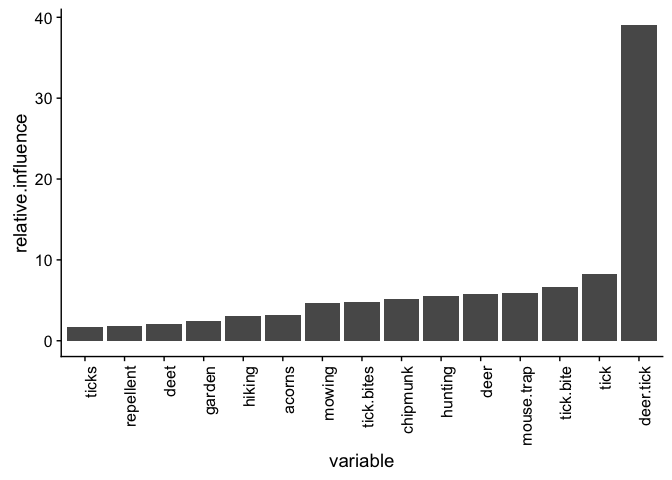 40
30
20
10
0
relative.influence
ticks
repellent
deet
garden
hiking
acorns
mowing
tick.bites
chipmunk
hunting
deer
mouse.trap
tick.bite
tick
deer.tick
variable